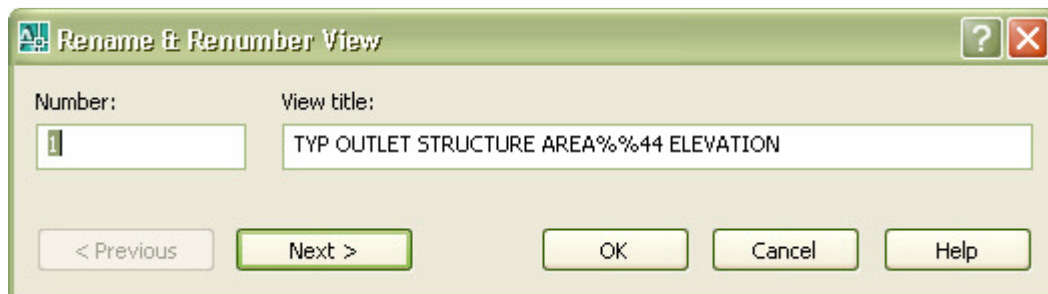 Rename & Renumber View
Number: View title:
1 TYP OUTLET STRUCTURE AREA%%44 ELEVATION
< Previous Next > OK Cancel Help